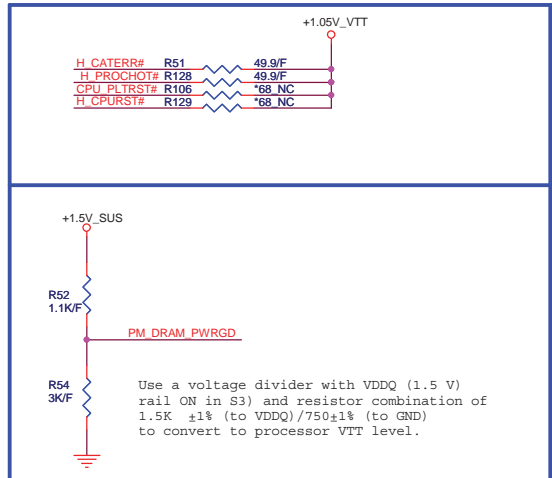 +1.05V_VTT
H_CATERR# R51 49.9/F
H_PROCHOT# R128 49.9/F
CPU_PLTRST# R106 *68_NC
H_CPURST# R129 *68_NC
+1.5V_SUS
R52
1.1K/F
PM_DRAM_PWRGD
R54
3K/F
Use a voltage divider with VDDQ (1.5 V)
rail ON in S3) and resistor combination of
1.5K ±1% (to VDDQ)/750±1% (to GND)
to convert to processor VTT level.